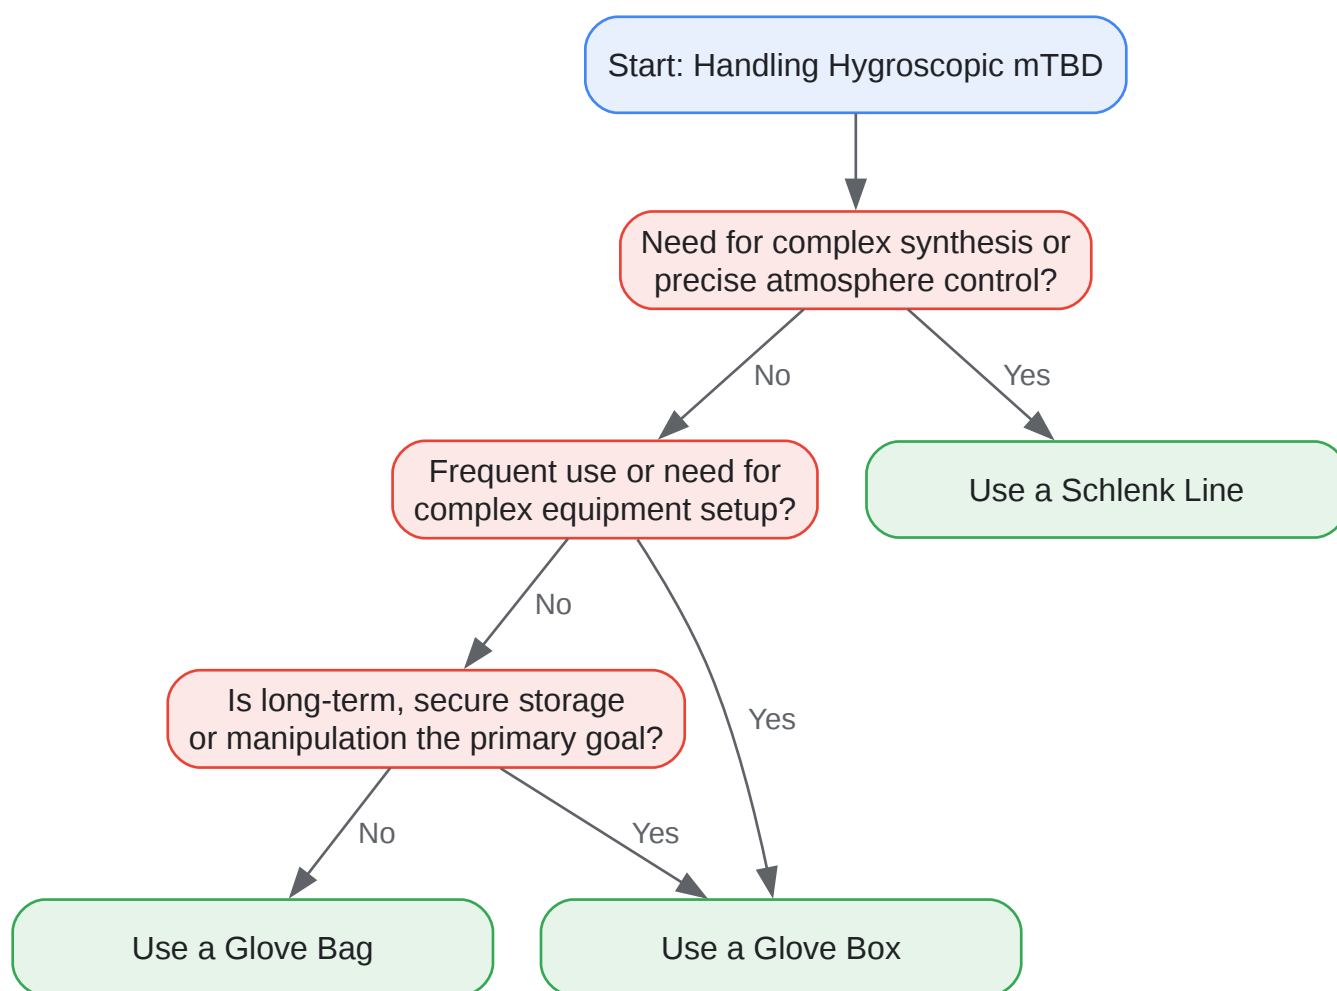 Start: Handling Hygroscopic mTBD
Need for complex synthesis or
precise atmosphere control?
No
Yes
Frequent use or need for
complex equipment setup?
Use a Schlenk Line
No
Is long-term, secure storage
or manipulation the primary goal?
Yes
No
Yes
Use a Glove Bag
Use a Glove Box